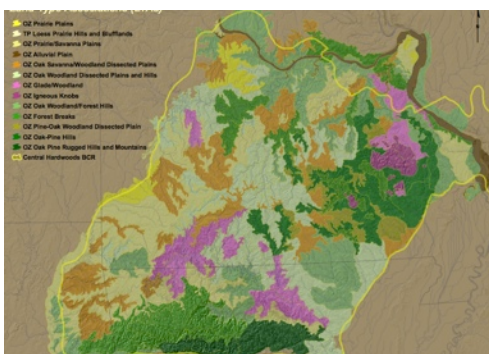 OZ Prairie Plains
TP Loess Prairie Hills and Blufflands
OZ Prairie/Savanna Plains
OZ Alluvial Plain
OZ Oak Savanna/Woodland Dissected Plains
OZ Oak Woodland Dissected Plains and Hills
OZ Glade/Woodland
OZ Igneous Knobs
OZ Oak Woodland/Forest Hills
OZ Forest Breaks
OZ Pine-Oak Woodland Dissected Plain
OZ Oak-Pine Hills
OZ Oak Pine Rugged Hills and Mountains
Central Hardwoods BCR